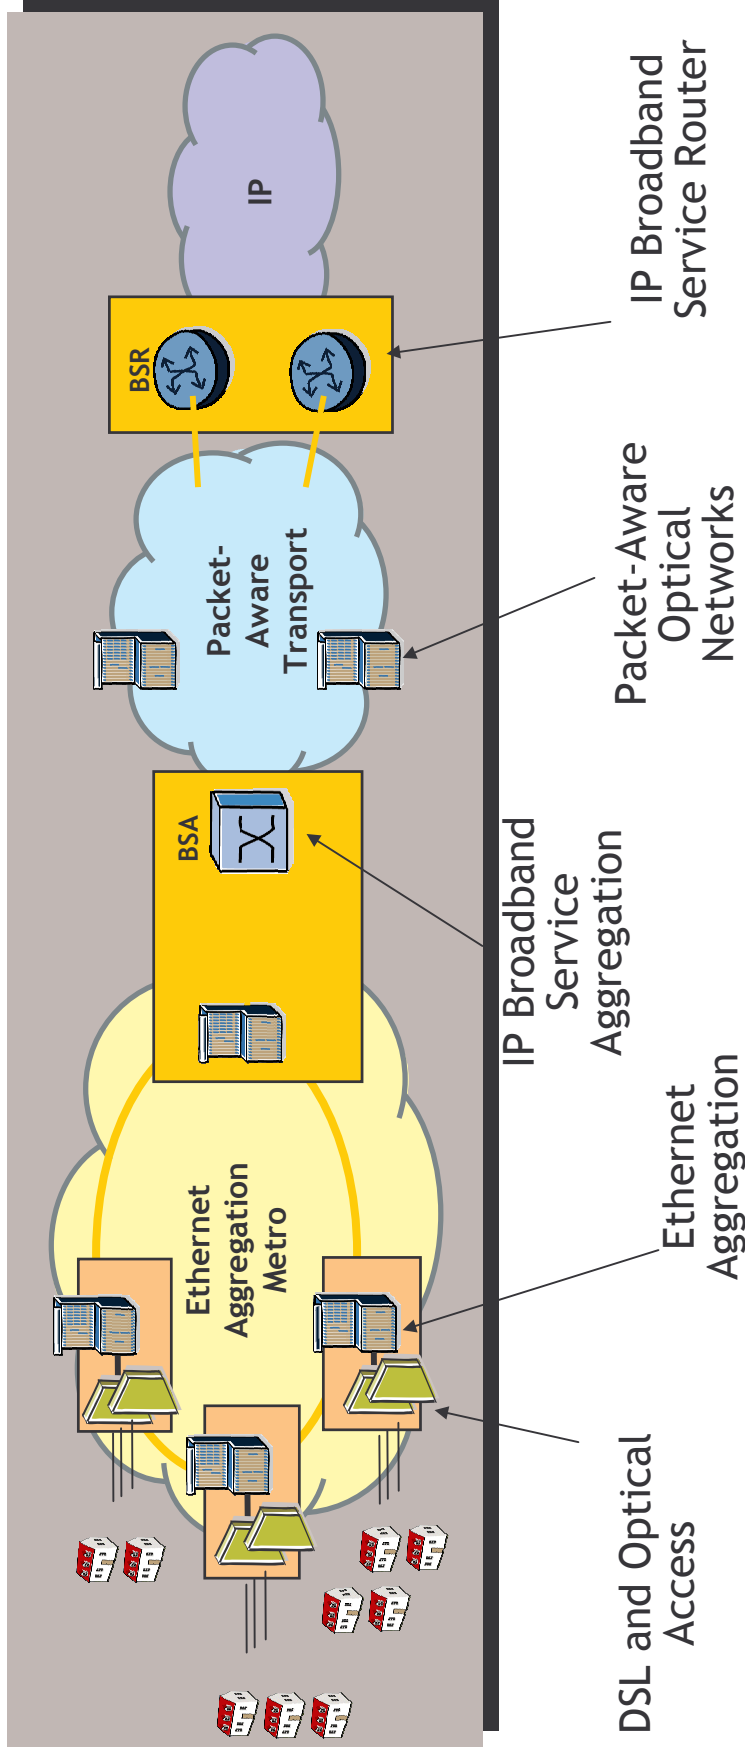 Ethernet
Aggregation
Metro
BSA
Packet-
Aware
Transport
BSR
IP
DSL and Optical
Access
Ethernet
Aggregation
IP Broadband
Service
Aggregation
Packet-Aware
Optical
Networks
IP Broadband
Service Router